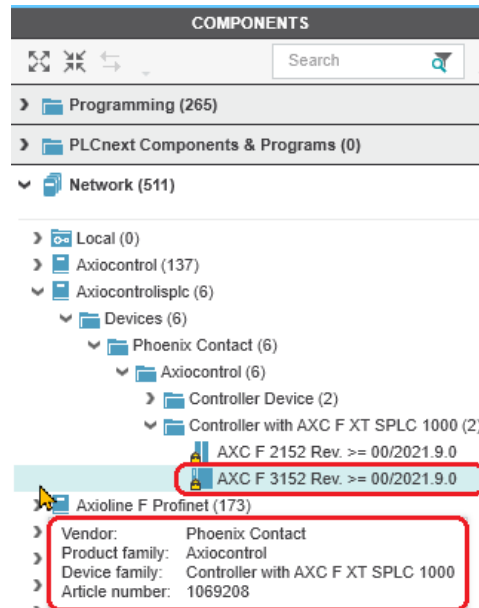 COMPONENTS
Search
Programming (265)
PLCnext Components & Programs (0)
Network (511)
Local (0)
Axiocontrol (137)
Axiocontrolisplc (6)
Devices (6)
Phoenix Contact (6)
Axiocontrol (6)
Controller Device (2)
Controller with AXC F XT SPLC 1000 (2)
AXC F 2152 Rev. >= 00/2021.9.0
AXC F 3152 Rev. >= 00/2021.9.0
Axioline F Profinet (173)
Vendor: Phoenix Contact
Product family: Axiocontrol
Device family: Controller with AXC F XT SPLC 1000
Article number: 1069208